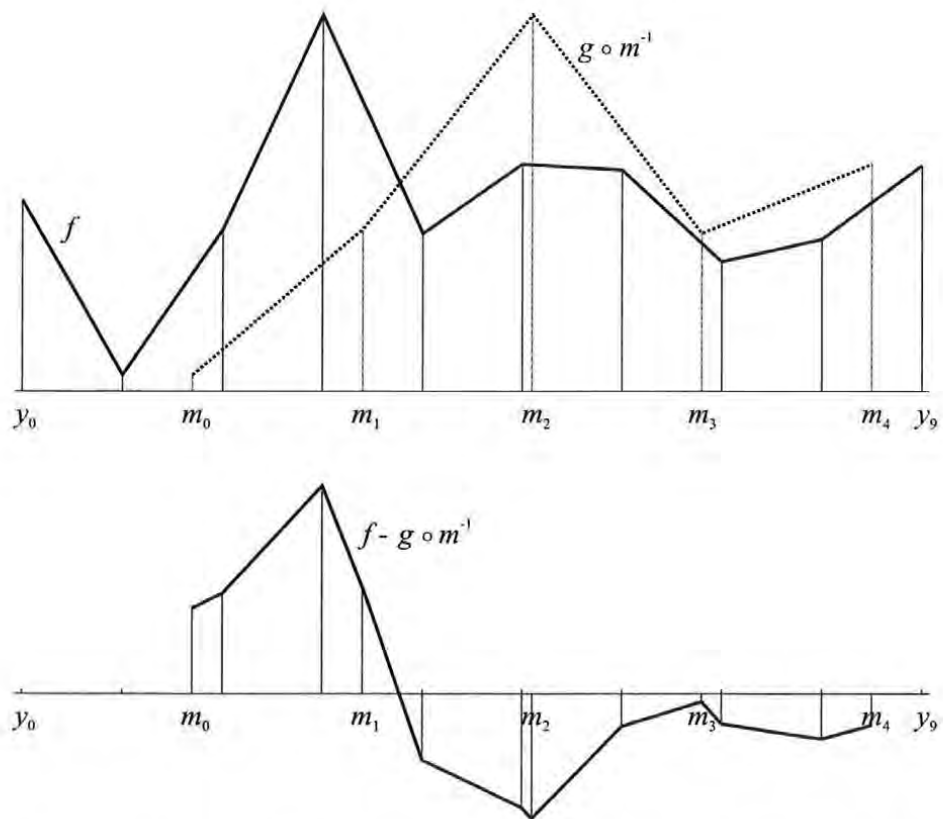 g ∘ m⁻¹
f
y₀ m₀ m₁ m₂ m₃ m₄ y₉
f - g ∘ m⁻¹
y₀ m₀ m₁ m₂ m₃ m₄ y₉